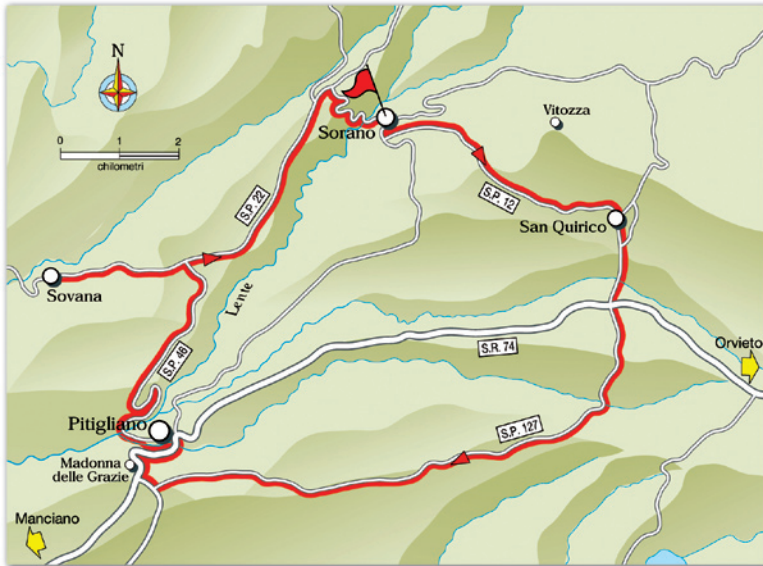 N
0 1 2
chilometri
Sorano
Vitozza
S.P. 22
S.P. 12
San Quirico
Sovana
Lente
S.P. 46
S.R. 74
Orvieto
Pitigliano
S.P. 127
Madonna
delle Grazie
Manciano